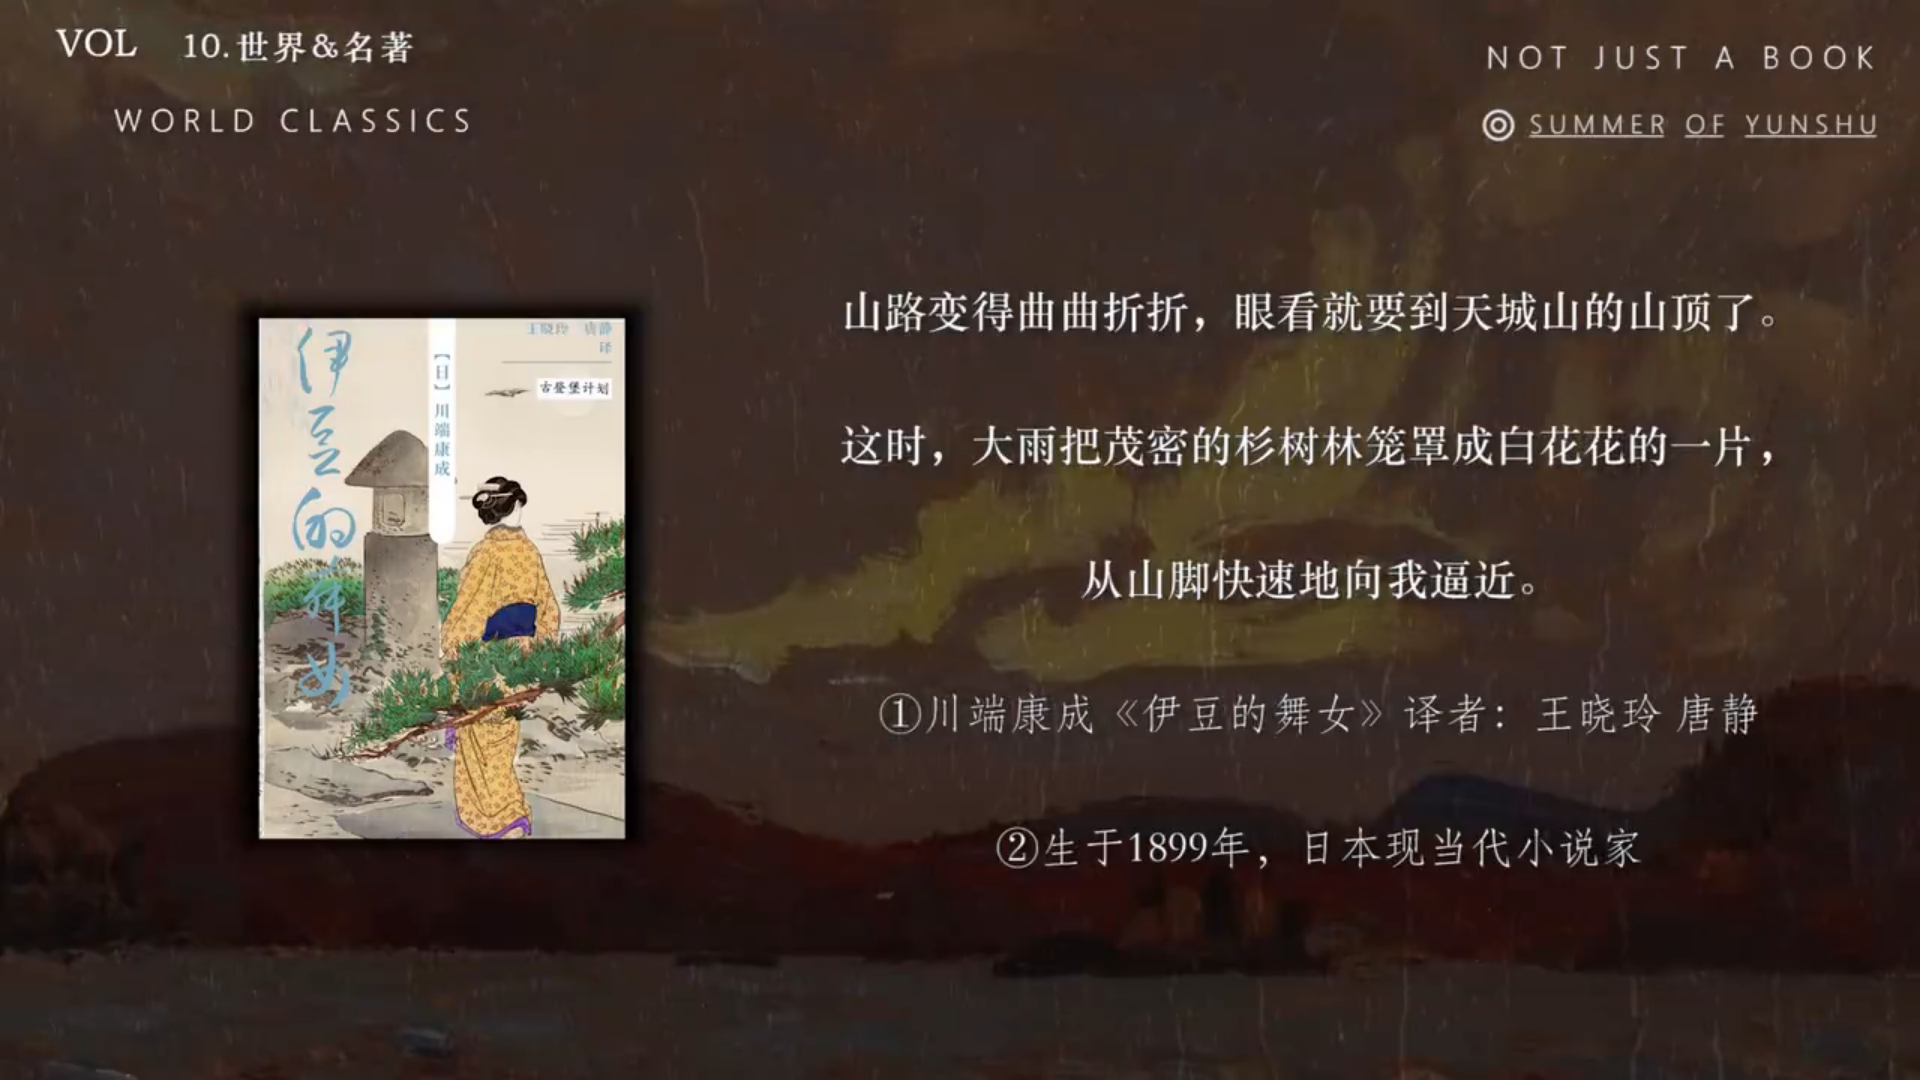 VOL 10.世界&名著
WORLD CLASSICS
NOT JUST A BOOK
SUMMER OF YUNSHU
伊豆的舞女
【日】川端康成
王晓玲 唐静
译
古登堡计划
山路变得曲曲折折，眼看就要到天城山的山顶了。
这时，大雨把茂密的杉树林笼罩成白花花的一片，
从山脚快速地向我逼近。
①川端康成《伊豆的舞女》译者：王晓玲 唐静
②生于1899年，日本现当代小说家